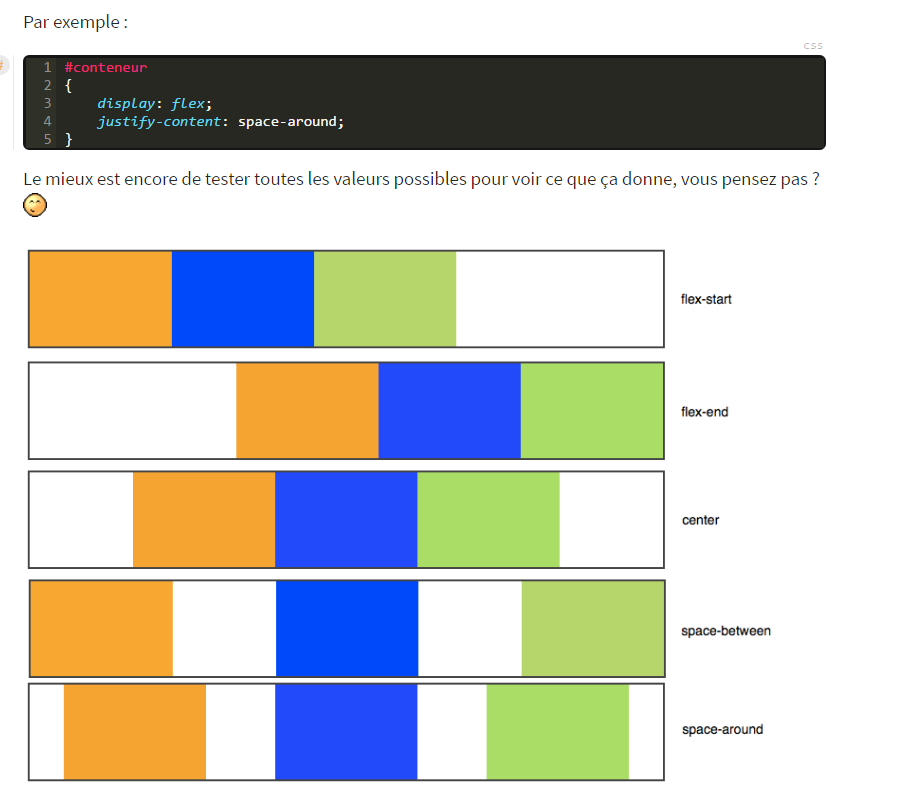 Par exemple :
css
#
1 #conteneur
2 {
3 display: flex;
4 justify-content: space-around;
5 }
Le mieux est encore de tester toutes les valeurs possibles pour voir ce que ça donne, vous pensez pas ?
flex-start
flex-end
center
space-between
space-around